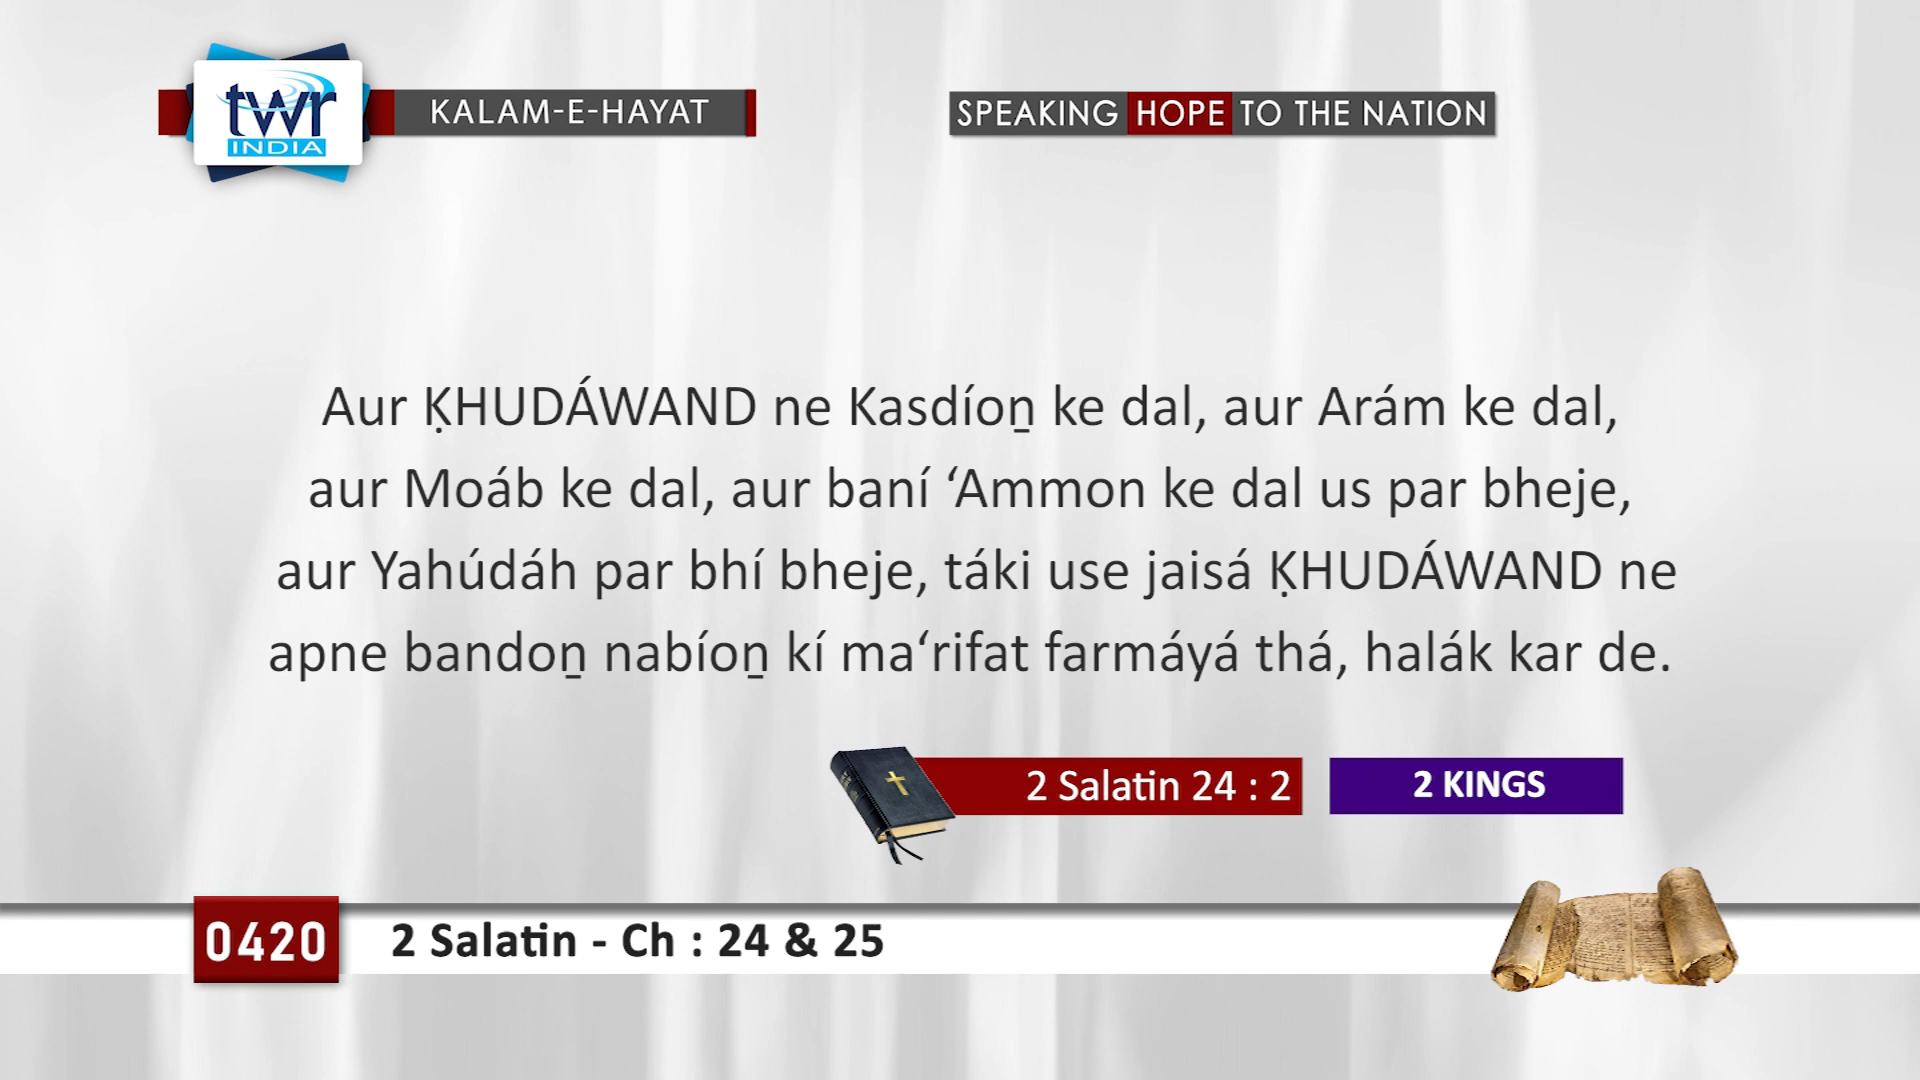 twr
INDIA
KALAM-E-HAYAT
SPEAKING HOPE TO THE NATION
Aur ḲHUDÁWAND ne Kasdíoṉ ke dal, aur Arám ke dal,
aur Moáb ke dal, aur baní ‘Ammon ke dal us par bheje,
aur Yahúdáh par bhí bheje, táki use jaisá ḲHUDÁWAND ne
apne bandoṉ nabíoṉ kí ma‘rifat farmáyá thá, halák kar de.
2 Salatin 24 : 2
2 KINGS
0420
2 Salatin - Ch : 24 & 25